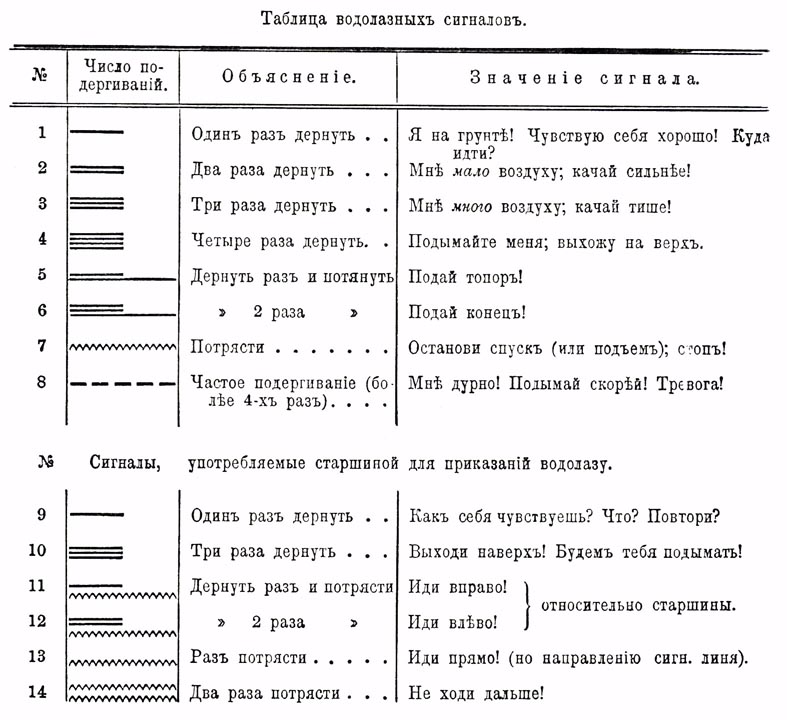 Таблица водолазныхъ сигналовъ.
№ Число по- Объясненіе. Значеніе сигнала.
дергиваній.
1 Одинъ разъ дернуть . . Я на грунтѣ! Чувствую себя хорошо! Куда
идти?
2 Два раза дернуть . . . Мнѣ мало воздуху; качай сильнѣе!
3 Три раза дернуть . . . Мнѣ много воздуху; качай тише!
4 Четыре раза дернуть. . Подымайте меня; выхожу на верхъ.
5 Дернуть разъ и потянуть Подай топоръ!
6 » 2 раза » Подай конецъ!
7 Потрясти . . . . . . . Останови спускъ (или подъемъ); стопъ!
8 Частое подергиваніе (бо- Мнѣ дурно! Подымай скорѣй! Тревога!
лѣе 4-хъ разъ). . . .
№ Сигналы, употребляемые старшиной для приказаній водолазу.
9 Одинъ разъ дернуть . . Какъ себя чувствуешь? Что? Повтори?
10 Три раза дернуть . . . Выходи наверхъ! Будемъ тебя подымать!
11 Дернуть разъ и потрясти Иди вправо!
относительно старшины.
12 » 2 раза » Иди влѣво!
13 Разъ потрясти . . . . . Иди прямо! (но направленію сигн. линя).
14 Два раза потрясти . . . Не ходи дальше!